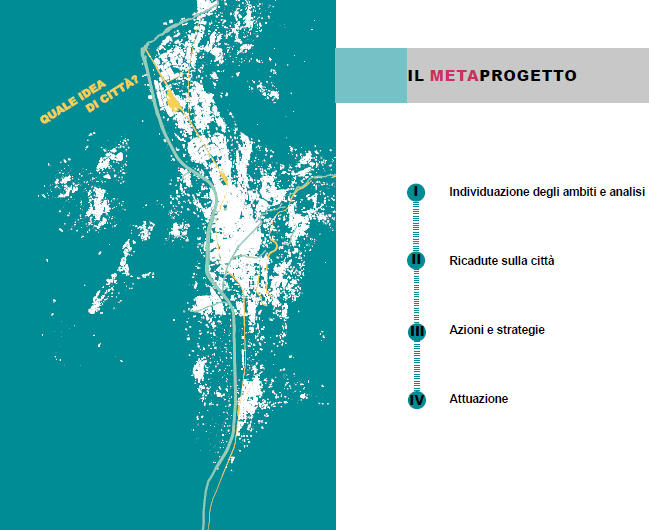 QUALE IDEA
DI CITTÀ?
IL METAPROGETTO
I Individuazione degli ambiti e analisi
II Ricadute sulla città
III Azioni e strategie
IV Attuazione